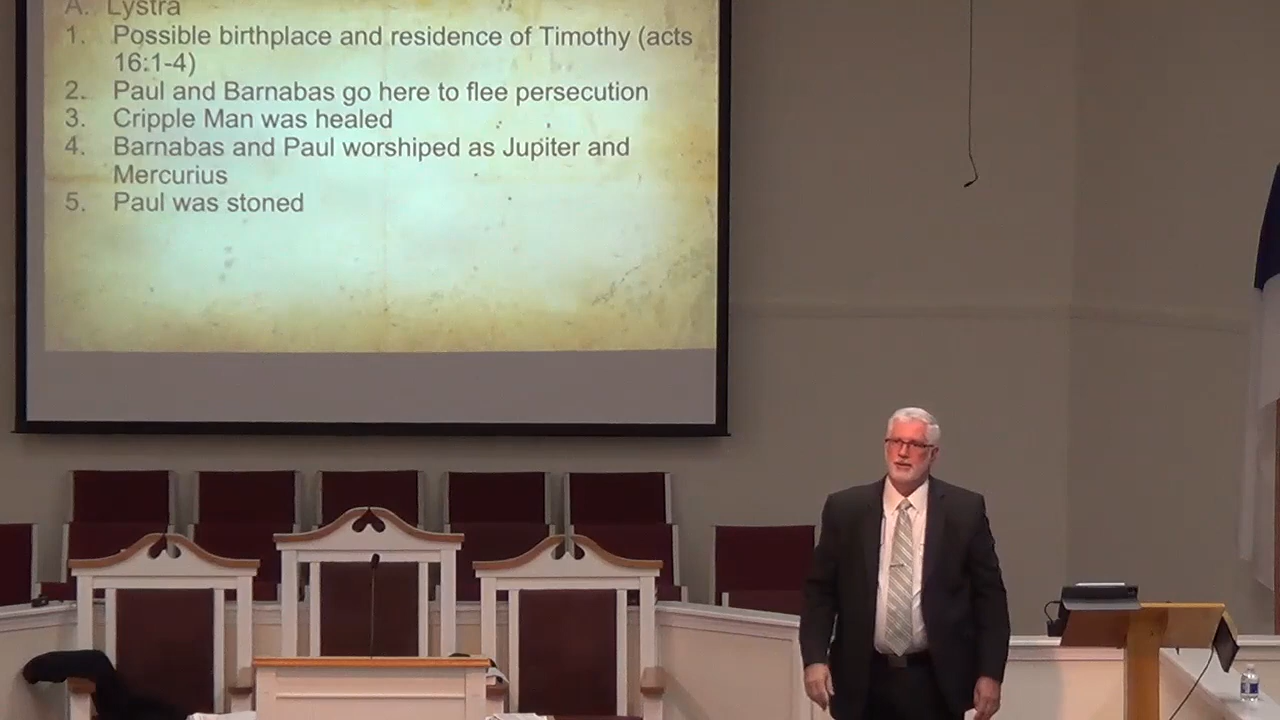 A. Lystra
1. Possible birthplace and residence of Timothy (acts
16:1-4)
2. Paul and Barnabas go here to flee persecution
3. Cripple Man was healed
4. Barnabas and Paul worshiped as Jupiter and
Mercurius
5. Paul was stoned